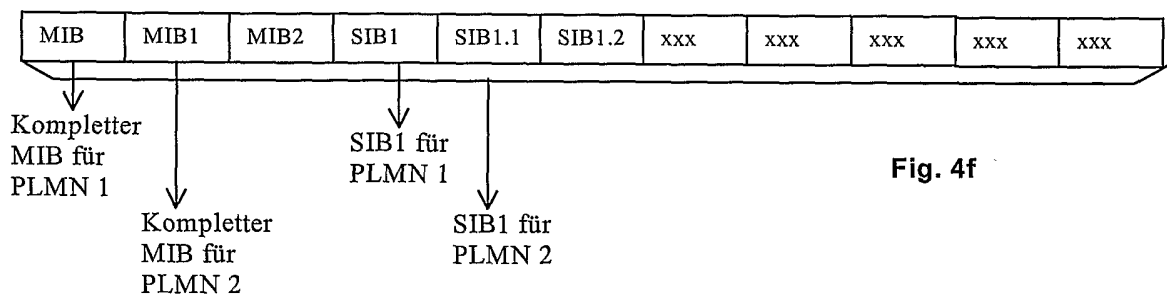 MIB MIB1 MIB2 SIB1 SIB1.1 SIB1.2 xxx xxx xxx xxx xxx
Kompletter
MIB für
PLMN 1
Kompletter
MIB für
PLMN 2
SIB1 für
PLMN 1
SIB1 für
PLMN 2
Fig. 4f